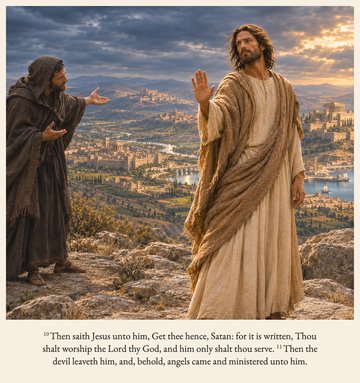 ¹⁰ Then saith Jesus unto him, Get thee hence, Satan: for it is written, Thou
shalt worship the Lord thy God, and him only shalt thou serve. ¹¹ Then the
devil leaveth him, and, behold, angels came and ministered unto him.